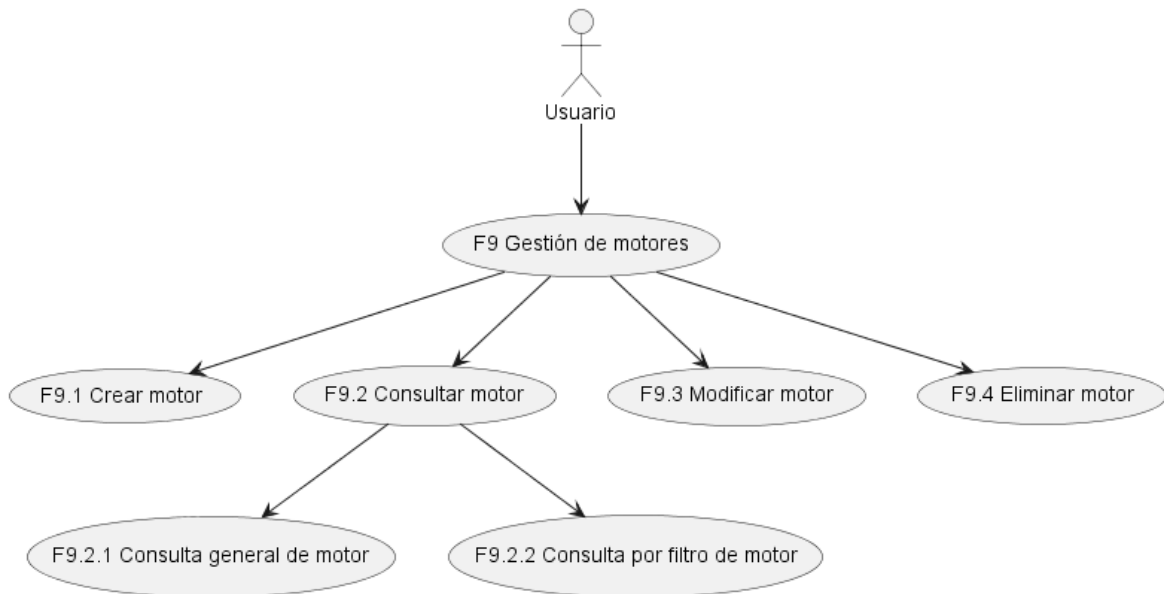 Usuario
F9 Gestión de motores
F9.1 Crear motor
F9.2 Consultar motor
F9.3 Modificar motor
F9.4 Eliminar motor
F9.2.1 Consulta general de motor
F9.2.2 Consulta por filtro de motor